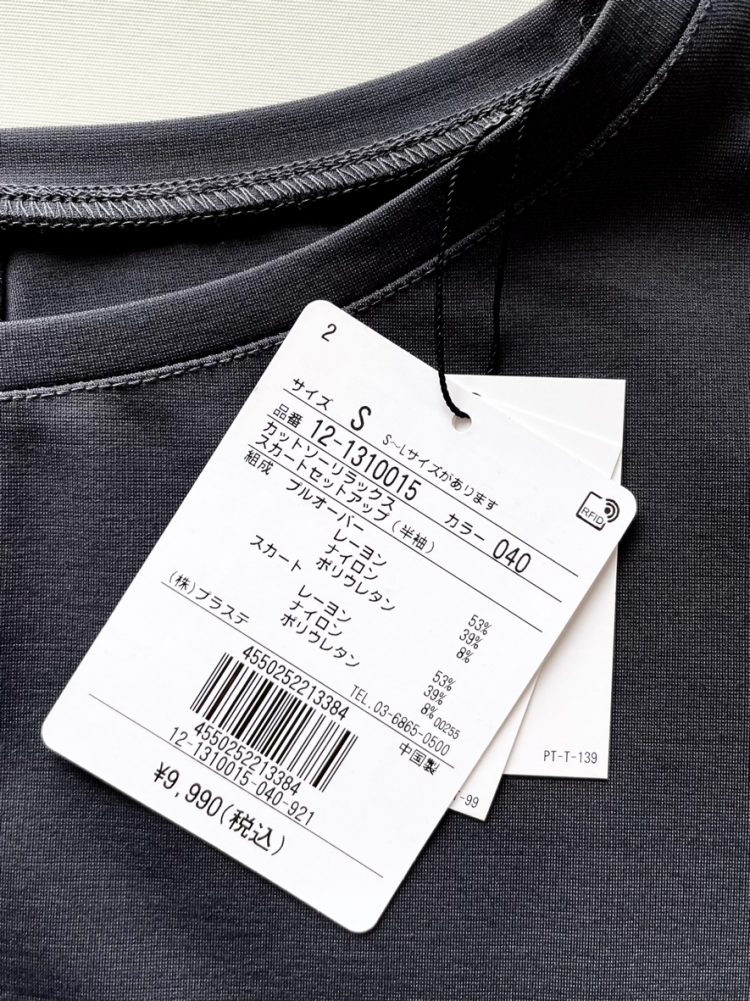 2
サイズ S S～Lサイズがあります
品番 12-1310015 カラー 040
カットソーリラックス
スカートセットアップ(半袖)
組成 プルオーバー
レーヨン 53%
ナイロン 39%
ポリウレタン 8%
スカート
レーヨン 53%
ナイロン 39%
ポリウレタン 8%
00255
(株)プラステ TEL.03-6865-0500
中国製
4550252213384
4550252213384
12-1310015-040-921
¥9,990(税込)
RFID
PT-T-139
-99